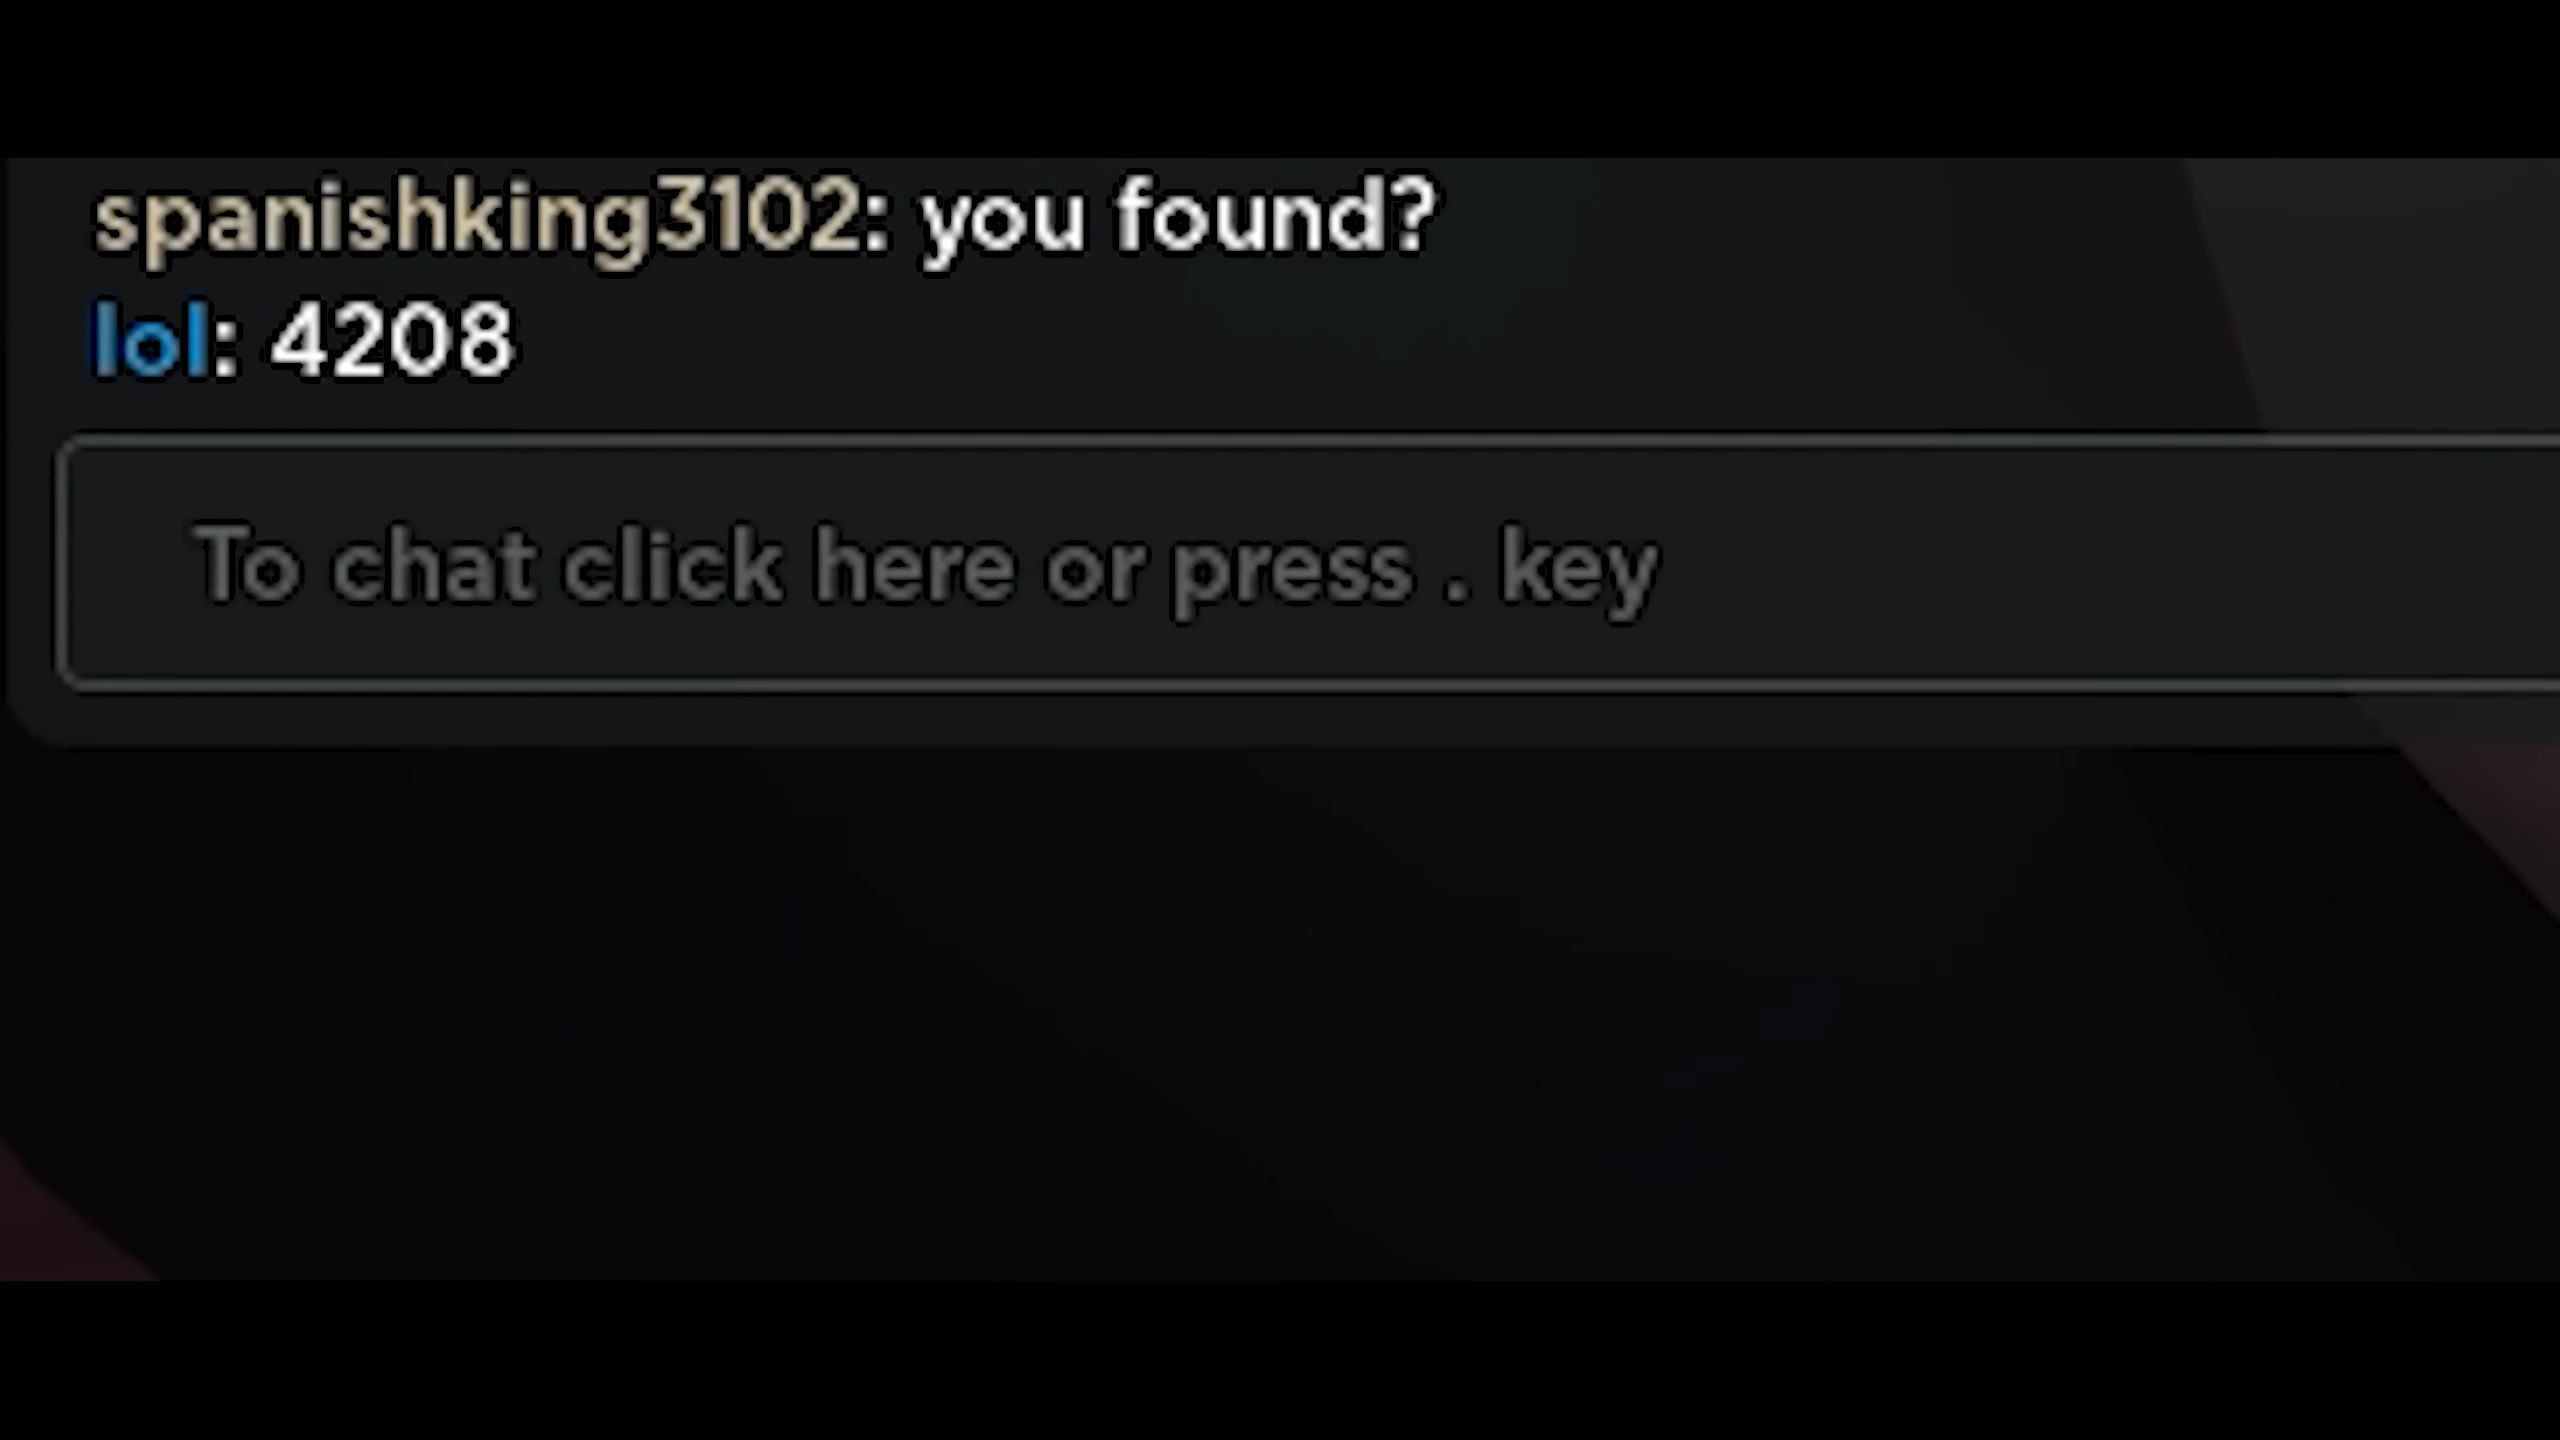 spanishking3102: you found?
lol: 4208
To chat click here or press . key